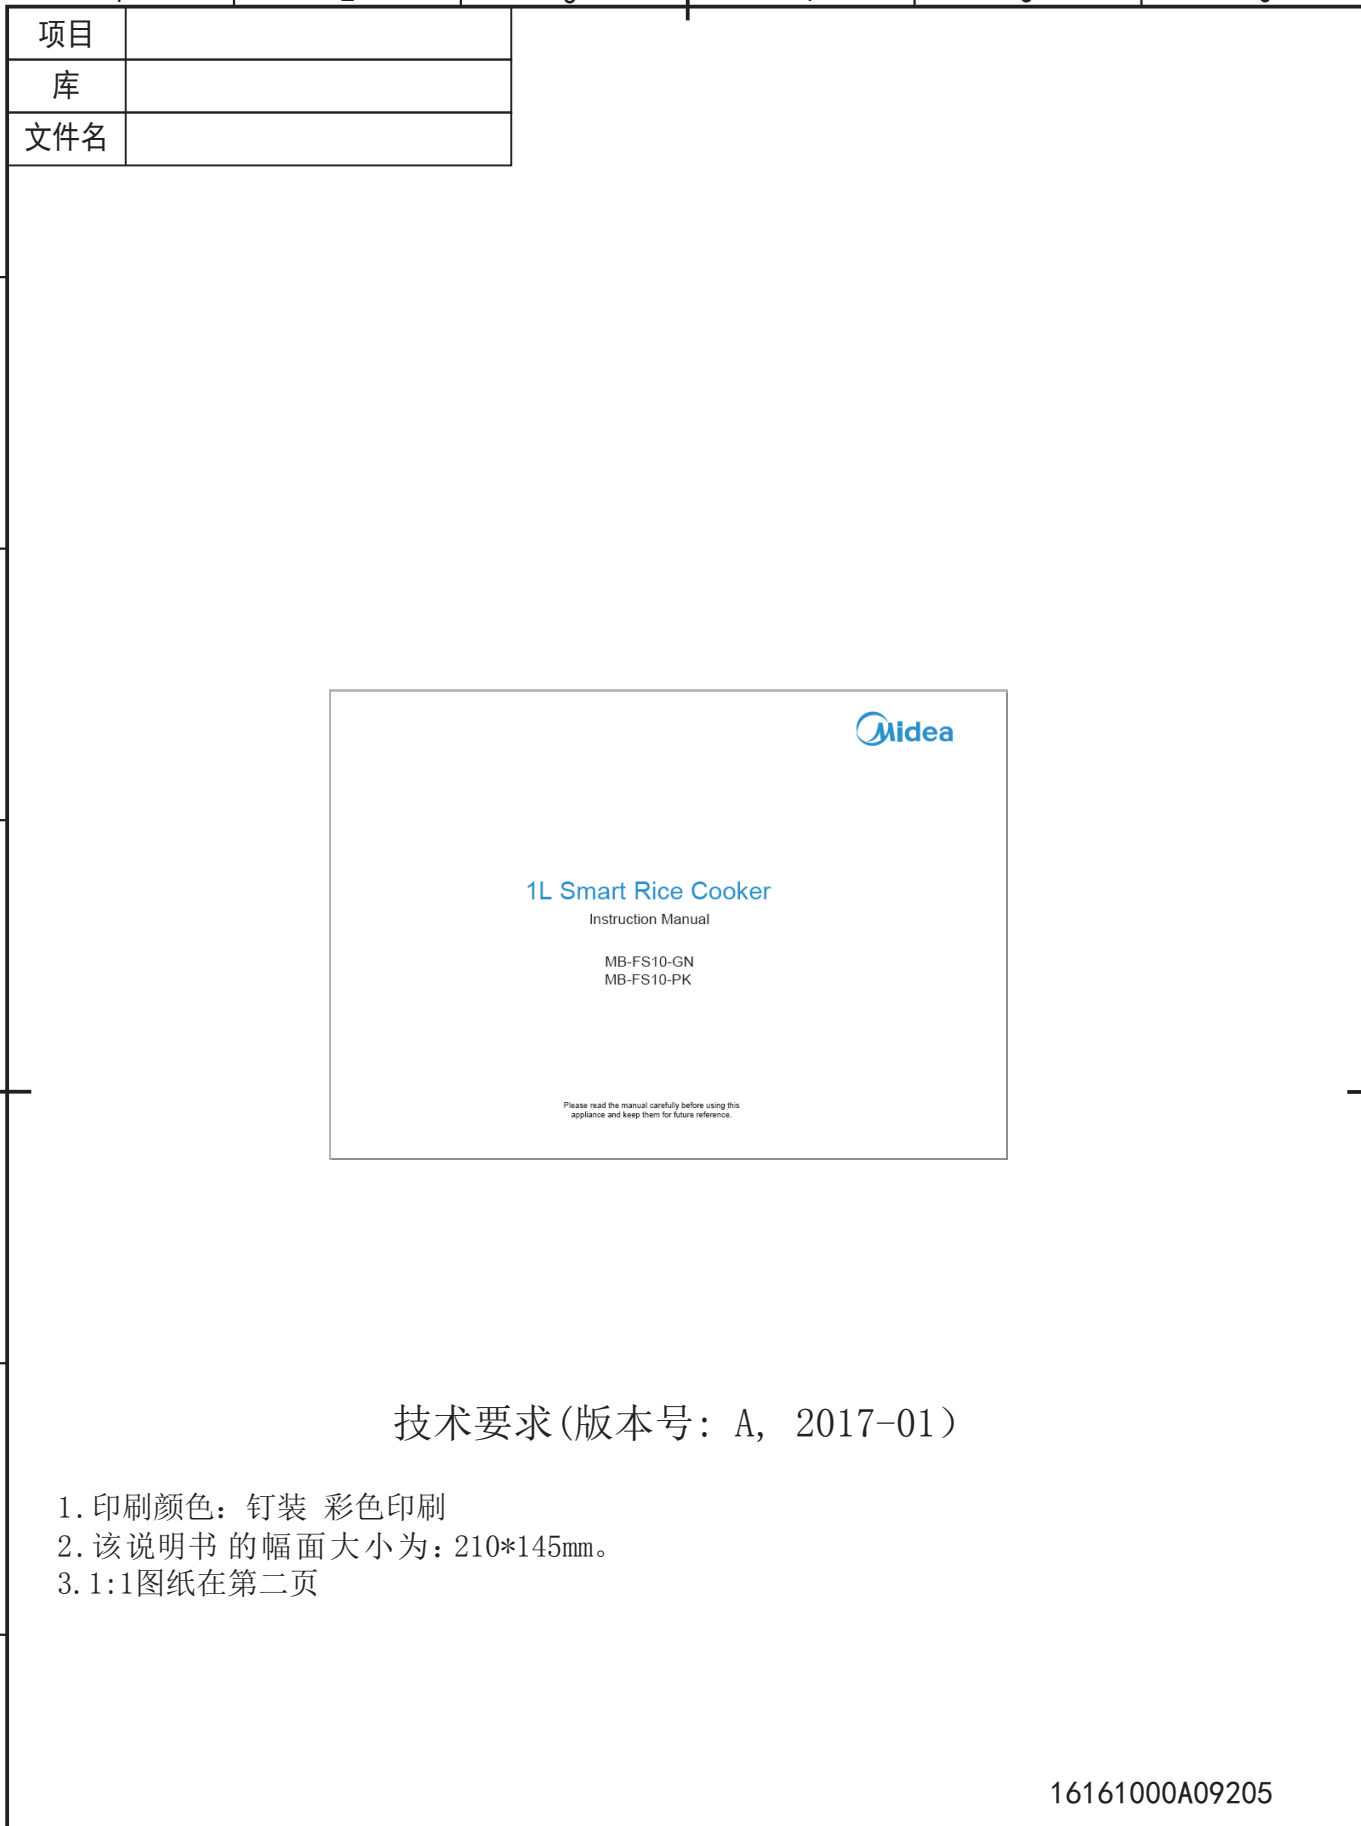 项目
库
文件名
Midea
1L Smart Rice Cooker
Instruction Manual
MB-FS10-GN
MB-FS10-PK
Please read the manual carefully before using this
appliance and keep them for future reference.
技术要求(版本号: A, 2017-01)
1.印刷颜色: 钉装 彩色印刷
2.该说明书 的幅面大小为: 210*145mm。
3.1:1图纸在第二页
16161000A09205